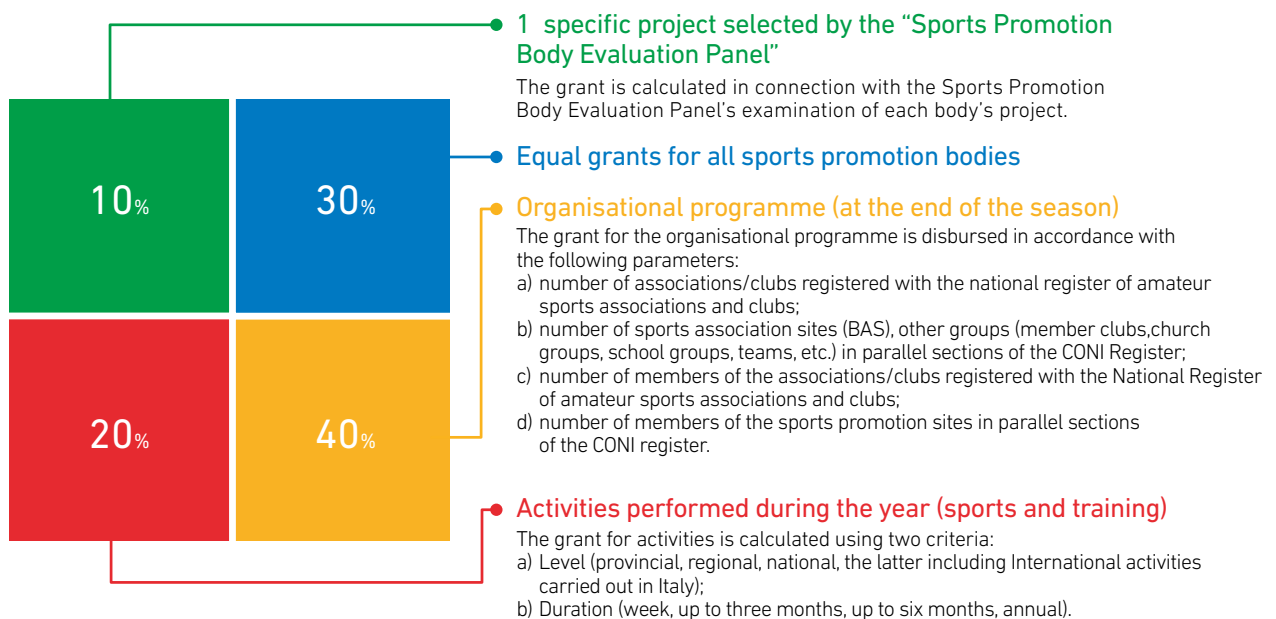 10%
30%
20%
40%
1 specific project selected by the “Sports Promotion
Body Evaluation Panel”
The grant is calculated in connection with the Sports Promotion
Body Evaluation Panel’s examination of each body’s project.
Equal grants for all sports promotion bodies
Organisational programme (at the end of the season)
The grant for the organisational programme is disbursed in accordance with
the following parameters:
a) number of associations/clubs registered with the national register of amateur
sports associations and clubs;
b) number of sports association sites (BAS), other groups (member clubs,church
groups, school groups, teams, etc.) in parallel sections of the CONI Register;
c) number of members of the associations/clubs registered with the National Register
of amateur sports associations and clubs;
d) number of members of the sports promotion sites in parallel sections
of the CONI register.
Activities performed during the year (sports and training)
The grant for activities is calculated using two criteria:
a) Level (provincial, regional, national, the latter including International activities
carried out in Italy);
b) Duration (week, up to three months, up to six months, annual).